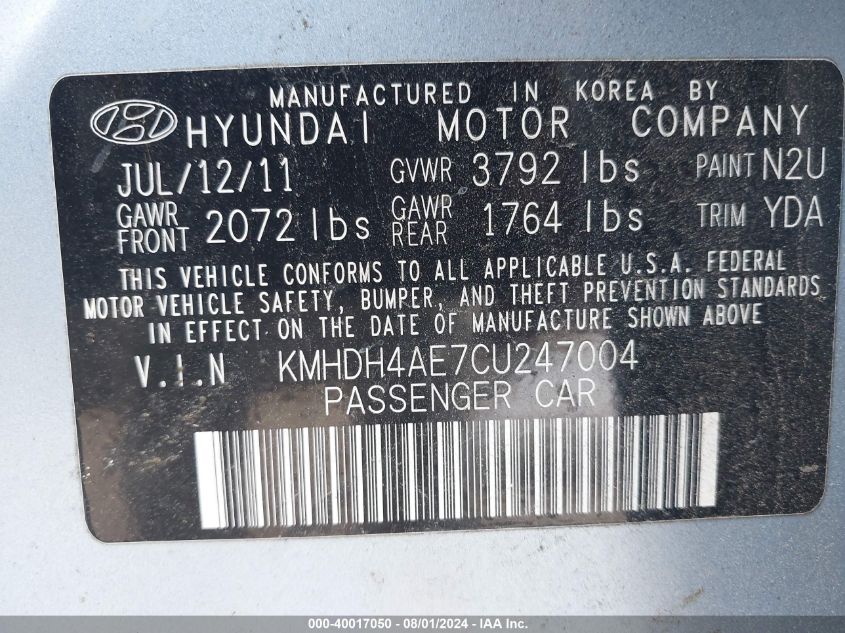 MANUFACTURED IN KOREA BY
HYUNDAI MOTOR COMPANY
JUL/12/11 GVWR 3792 lbs PAINT N2U
GAWR FRONT 2072 lbs GAWR REAR 1764 lbs TRIM YDA
THIS VEHICLE CONFORMS TO ALL APPLICABLE U.S.A. FEDERAL
MOTOR VEHICLE SAFETY, BUMPER, AND THEFT PREVENTION STANDARDS
IN EFFECT ON THE DATE OF MANUFACTURE SHOWN ABOVE
V.I.N KMHDH4AE7CU247004
PASSENGER CAR
000-40017050 - 08/01/2024 - IAA Inc.